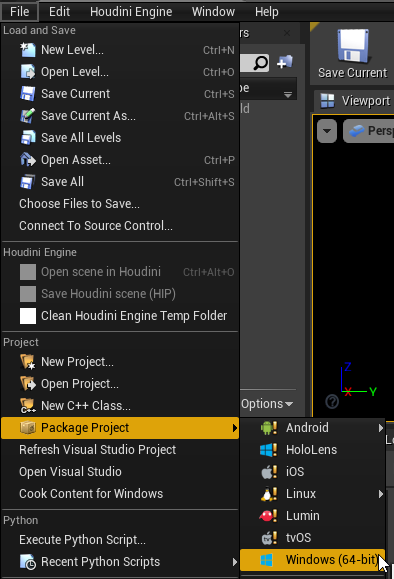 File Edit Houdini Engine Window Help
Load and Save
New Level... Ctrl+N
Open Level... Ctrl+O
Save Current Ctrl+S
Save Current As... Ctrl+Alt+S
Save All Levels
Open Asset... Ctrl+P
Save All Ctrl+Shift+S
Choose Files to Save...
Connect To Source Control...
Houdini Engine
Open scene in Houdini Ctrl+Alt+O
Save Houdini scene (HIP)
Clean Houdini Engine Temp Folder
Project
New Project...
Open Project...
New C++ Class...
Package Project
Refresh Visual Studio Project
Open Visual Studio
Cook Content for Windows
Python
Execute Python Script...
Recent Python Scripts
Android
HoloLens
iOS
Linux
Lumin
tvOS
Windows (64-bit)
Options
Save Current
Viewport
Persp
Z
X Y